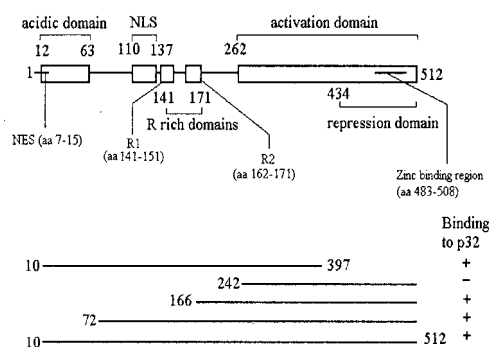 acidic domain NLS activation domain
12 63 110 137 262
1 512
141 171 434
NES (aa 7-15) R rich domains repression domain
R1
(aa 141-151)
R2
(aa 162-171)
Zinc binding region
(aa 483-508)
Binding
to p32
10 397 +
242 −
166 +
72 +
10 512 +